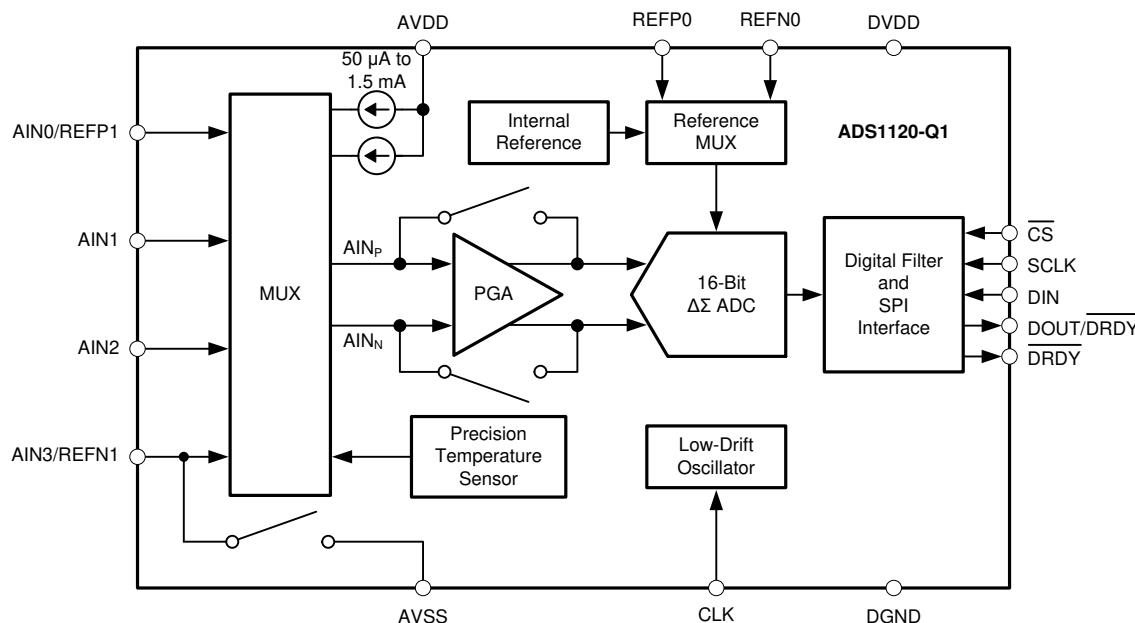 AVDD
REFP0
REFN0
DVDD
50 µA to
1.5 mA
AIN0/REFP1
Internal
Reference
Reference
MUX
ADS1120-Q1
AIN1
AINP
MUX
PGA
16-Bit
ΔΣ ADC
Digital Filter
and
SPI
Interface
CS
SCLK
DIN
DOUT/DRDY
DRDY
AIN2
AINN
AIN3/REFN1
Precision
Temperature
Sensor
Low-Drift
Oscillator
AVSS
CLK
DGND